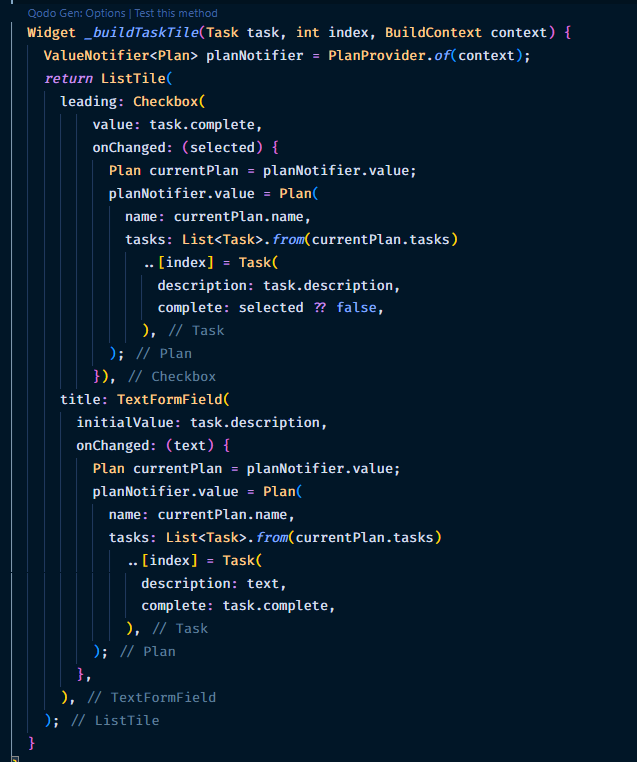 Qodo Gen: Options | Test this method
Widget _buildTaskTile(Task task, int index, BuildContext context) {
  ValueNotifier<Plan> planNotifier = PlanProvider.of(context);
  return ListTile(
    leading: Checkbox(
        value: task.complete,
        onChanged: (selected) {
          Plan currentPlan = planNotifier.value;
          planNotifier.value = Plan(
            name: currentPlan.name,
            tasks: List<Task>.from(currentPlan.tasks)
              ..[index] = Task(
                description: task.description,
                complete: selected ?? false,
              ), // Task
          ); // Plan
        }), // Checkbox
    title: TextFormField(
      initialValue: task.description,
      onChanged: (text) {
        Plan currentPlan = planNotifier.value;
        planNotifier.value = Plan(
          name: currentPlan.name,
          tasks: List<Task>.from(currentPlan.tasks)
            ..[index] = Task(
              description: text,
              complete: task.complete,
            ), // Task
        ); // Plan
      },
    ), // TextFormField
  ); // ListTile
}